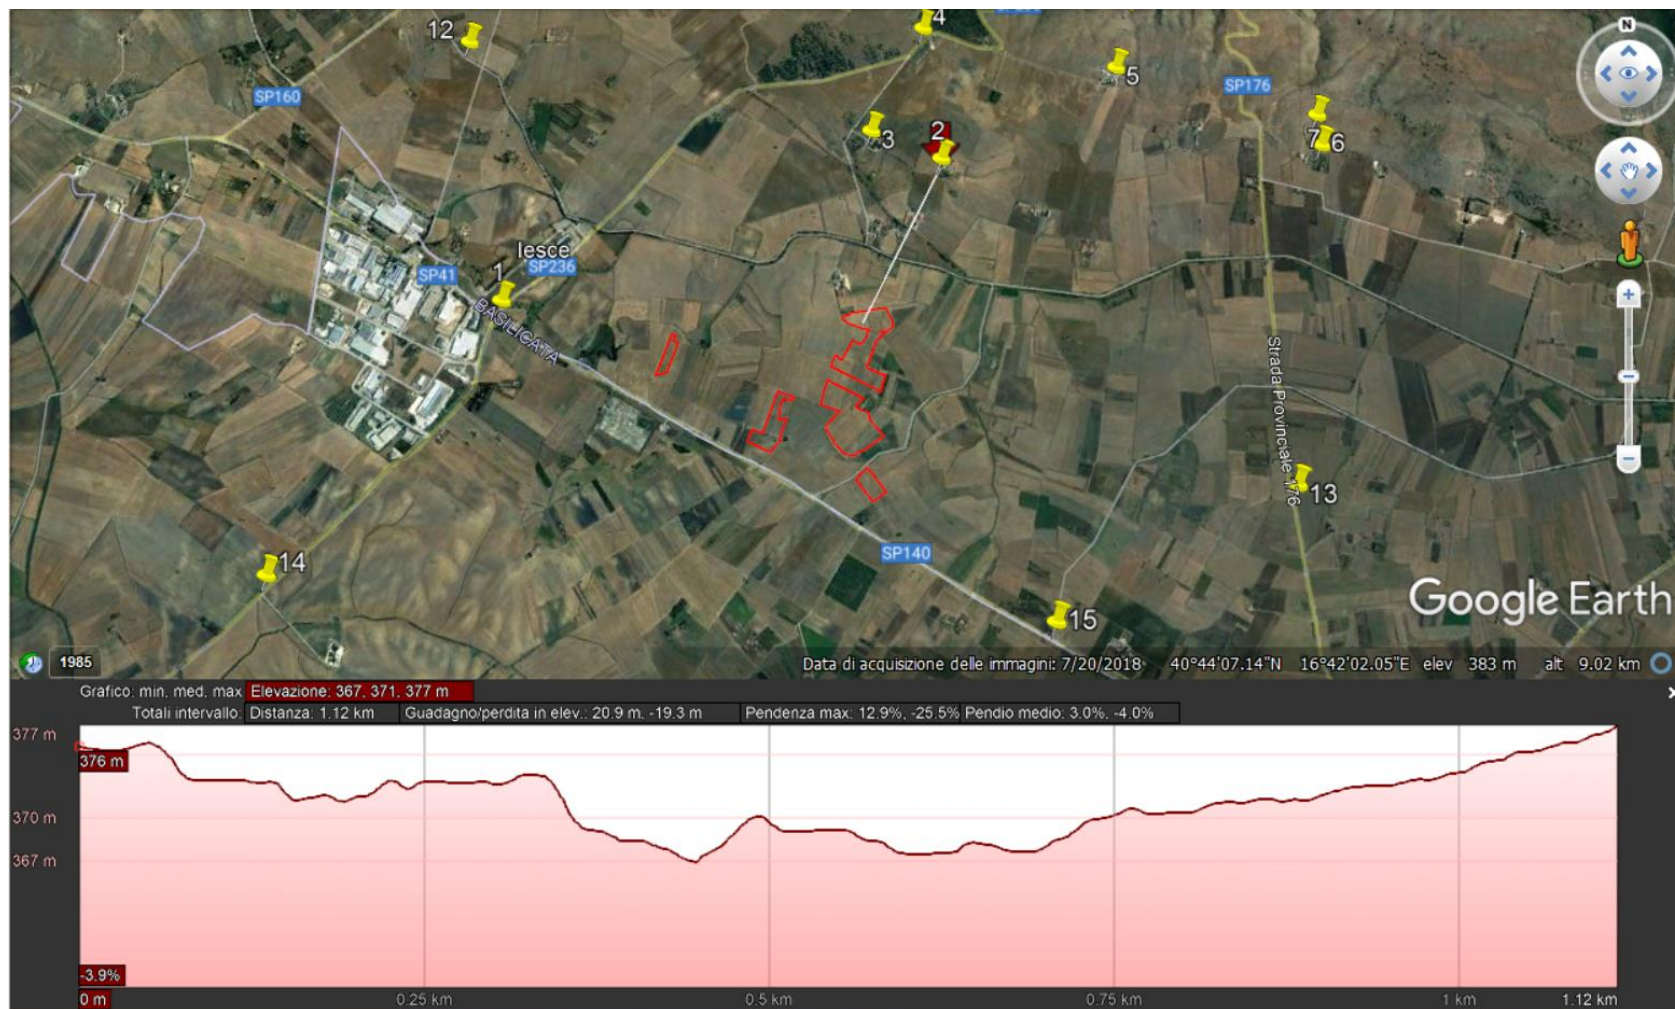 12
4
N
SP160
5
SP176
3
2
7
6
Iesce
SP236
SP41
1
BASILICATA
Strada Provinciale 176
13
14
SP140
15
Google Earth
1985
Data di acquisizione delle immagini: 7/20/2018 40°44'07.14"N 16°42'02.05"E elev 383 m alt 9.02 km
Grafico: min, med, max Elevazione: 367, 371, 377 m
Totali intervallo: Distanza: 1.12 km Guadagno/perdita in elev.: 20.9 m, -19.3 m Pendenza max: 12.9%, -25.5% Pendio medio: 3.0%, -4.0%
377 m
376 m
370 m
367 m
-3.9%
0 m 0.25 km 0.5 km 0.75 km 1 km 1.12 km